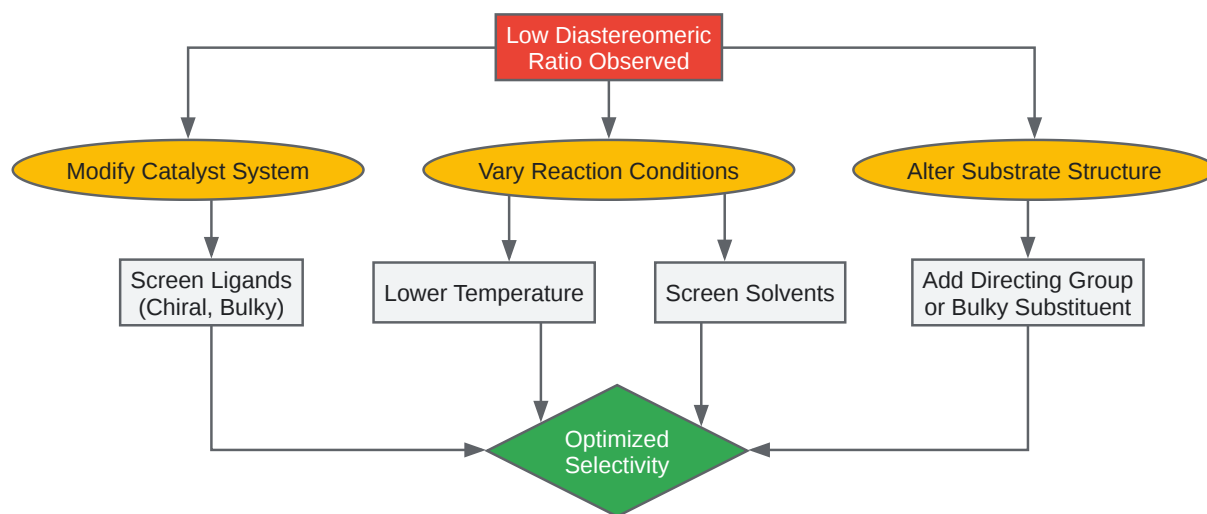 Low Diastereomeric
Ratio Observed
Modify Catalyst System
Vary Reaction Conditions
Alter Substrate Structure
Screen Ligands
(Chiral, Bulky)
Lower Temperature
Screen Solvents
Add Directing Group
or Bulky Substituent
Optimized
Selectivity